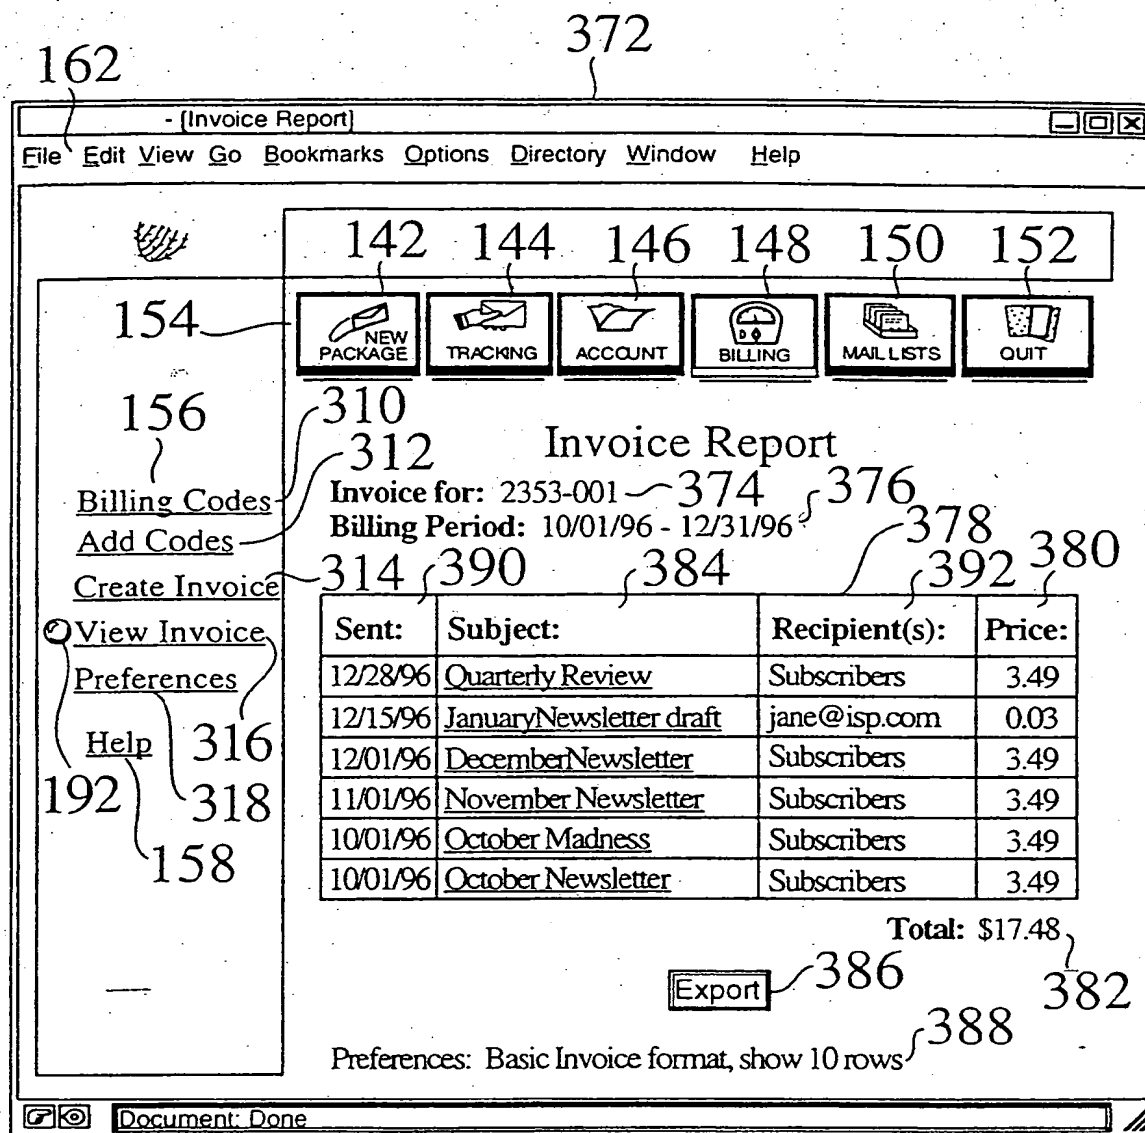 372
162
- [Invoice Report]
File Edit View Go Bookmarks Options Directory Window Help
142 144 146 148 150 152
154
NEW PACKAGE TRACKING ACCOUNT BILLING MAIL LISTS QUIT
156 310
312 Invoice Report
Billing Codes Invoice for: 2353-001 374 376
Add Codes Billing Period: 10/01/96 - 12/31/96 378 380
Create Invoice 314 390 384 392
View Invoice Sent: Subject: Recipient(s): Price:
Preferences 12/28/96 Quarterly Review Subscribers 3.49
316 12/15/96 JanuaryNewsletter draft jane@isp.com 0.03
Help 12/01/96 DecemberNewsletter Subscribers 3.49
192 318 11/01/96 November Newsletter Subscribers 3.49
10/01/96 October Madness Subscribers 3.49
158 10/01/96 October Newsletter Subscribers 3.49
Total: $17.48
Export 386 382
388
Preferences: Basic Invoice format, show 10 rows
Document: Done